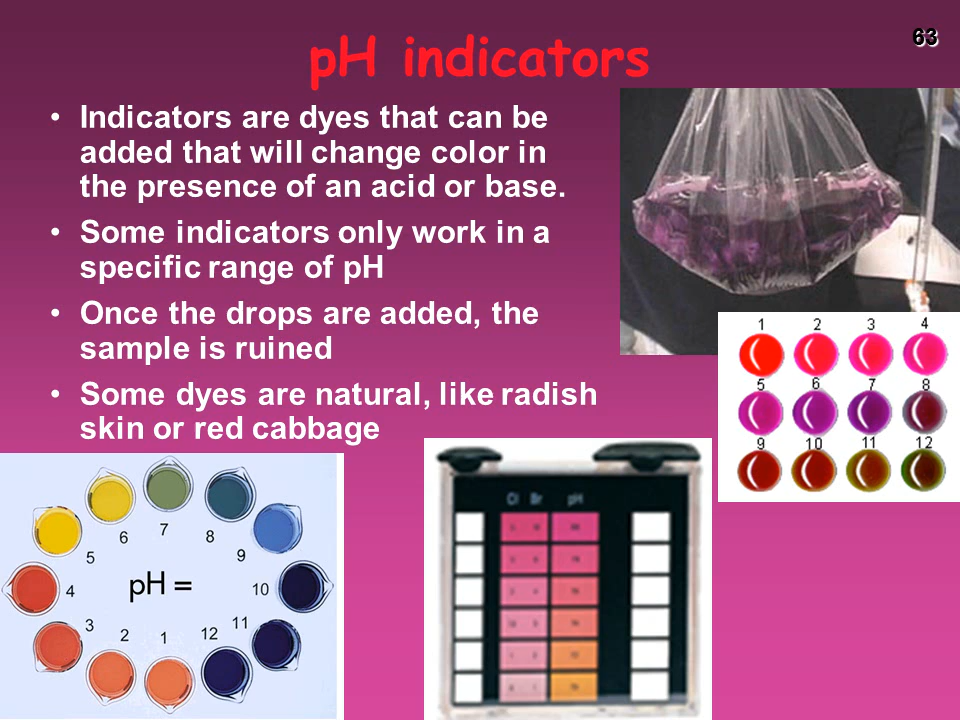 pH indicators
63
• Indicators are dyes that can be
added that will change color in
the presence of an acid or base.
• Some indicators only work in a
specific range of pH
• Once the drops are added, the
sample is ruined
• Some dyes are natural, like radish
skin or red cabbage
1 2 3 4
5 6 7 8
9 10 11 12
7
6 8
5 9
4 pH = 10
3 11
2 1 12
Cl Br pH